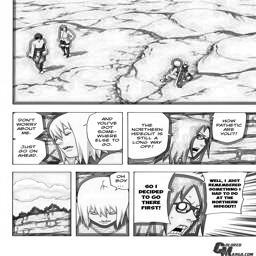 HOW
PATHETIC
ARE
YOU?!
THE
NORTHERN
HIDEOUT
IS STILL
A LONG
WAY OFF!
AND
YOU'VE
GOT
SOME-
WHERE
ELSE TO
GO.
DON'T
WORRY
ABOUT
ME.
JUST
GO ON
AHEAD.
WELL, I JUST
REMEMBERED
SOMETHING I
HAD TO DO
AT THE
NORTHERN
HIDEOUT!
GO I
DECIDED
TO GO
THERE
FIRST!
OH
BOY
COLORED
MANGA.COM